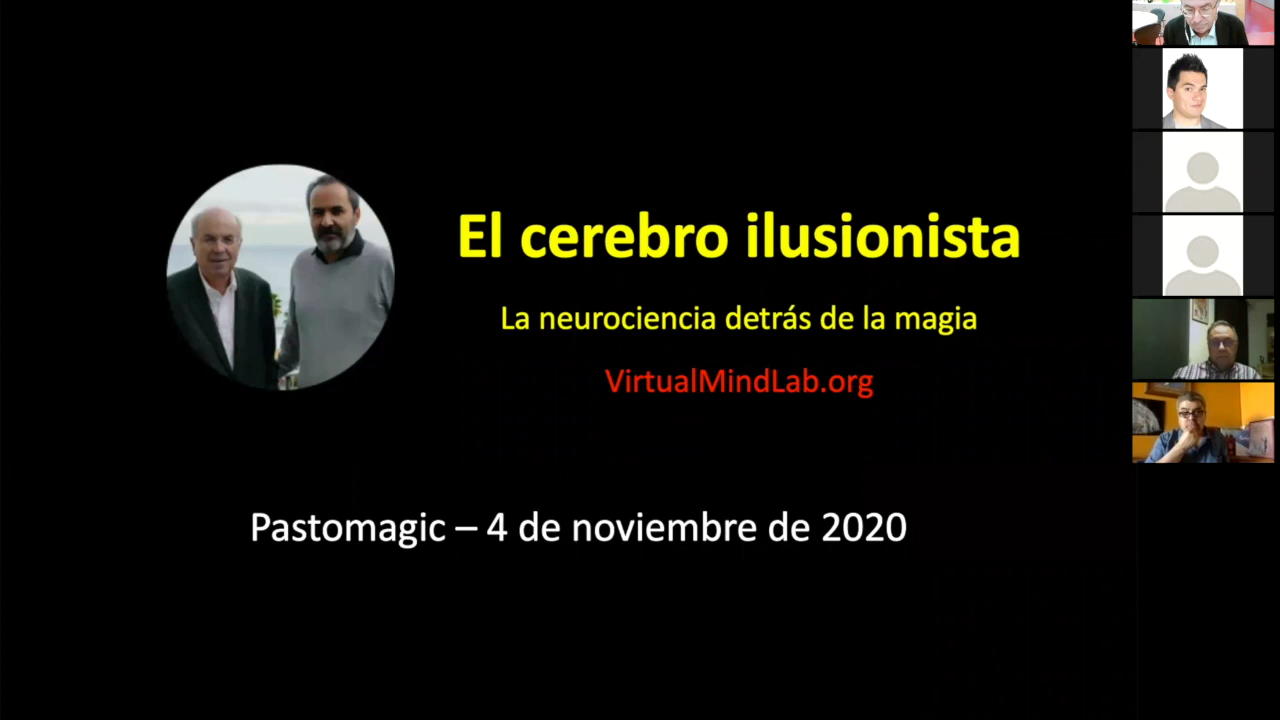 El cerebro ilusionista
La neurociencia detrás de la magia
VirtualMindLab.org
Pastomagic – 4 de noviembre de 2020